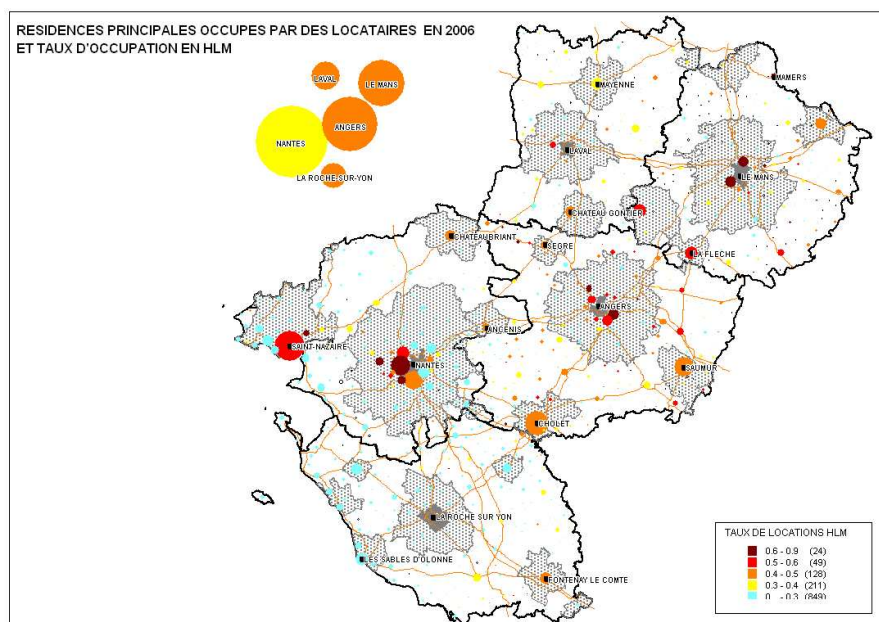 RESIDENCES PRINCIPALES OCCUPES PAR DES LOCATAIRES EN 2006
ET TAUX D'OCCUPATION EN HLM
LAVAL
LE MANS
ANGERS
NANTES
LA ROCHE-SUR-YON
MAMERS
MAYENNE
LAVAL
LE MANS
CHATEAU GONTIER
CHATEAUBRIANT
SEGRE
LA FLECHE
ANGERS
ANCENIS
SAINT-NAZAIRE
NANTES
SAUMUR
CHOLET
LA ROCHE SUR YON
LES SABLES D'OLONNE
FONTENAY LE COMTE
TAUX DE LOCATIONS HLM
0.6 - 0.9 (24)
0.5 - 0.6 (49)
0.4 - 0.5 (128)
0.3 - 0.4 (211)
0 - 0.3 (849)